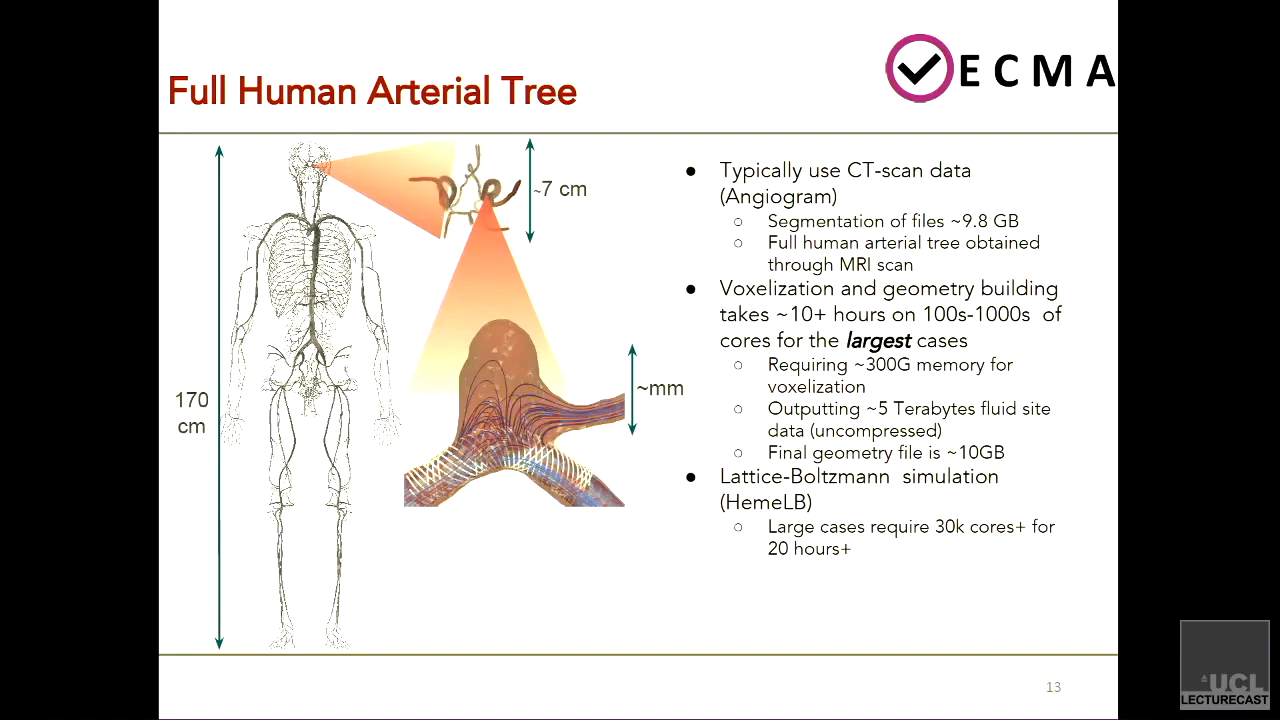 ECMA
Full Human Arterial Tree
~7 cm
~mm
170
cm
● Typically use CT-scan data
(Angiogram)
○ Segmentation of files ~9.8 GB
○ Full human arterial tree obtained
through MRI scan
● Voxelization and geometry building
takes ~10+ hours on 100s-1000s of
cores for the largest cases
○ Requiring ~300G memory for
voxelization
○ Outputting ~5 Terabytes fluid site
data (uncompressed)
○ Final geometry file is ~10GB
● Lattice-Boltzmann simulation
(HemeLB)
○ Large cases require 30k cores+ for
20 hours+
13
UCL
LECTURECAST